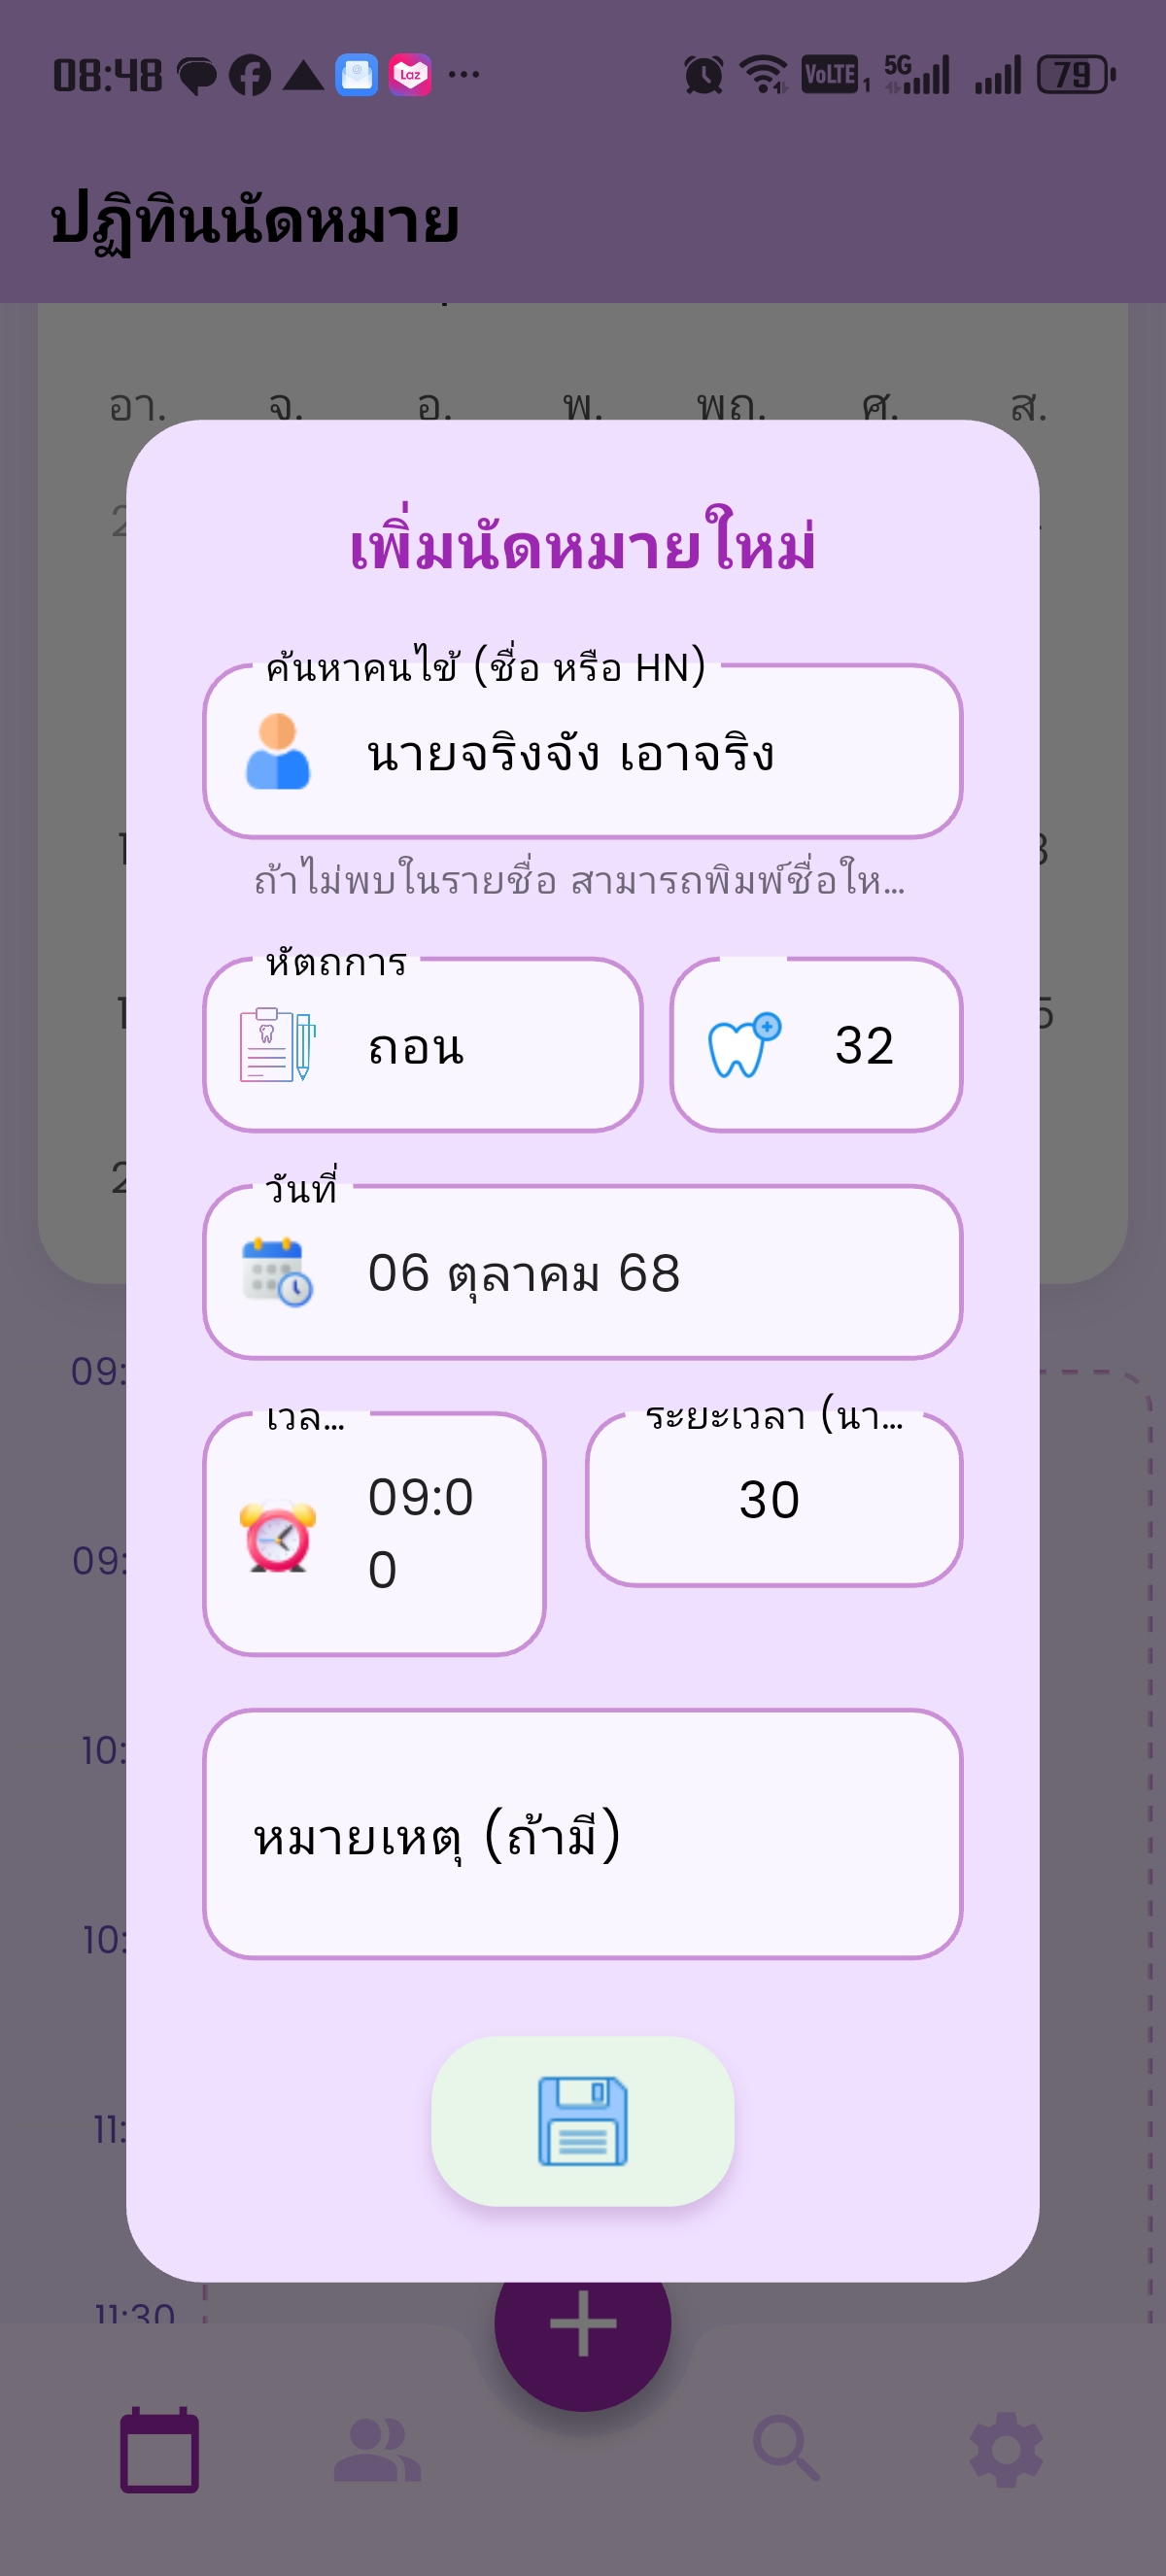 08:48 Laz ... VoLTE 1 5G 79
ปฏิทินนัดหมาย
อา. จ. อ. พ. พฤ. ศ. ส.
เพิ่มนัดหมายใหม่
ค้นหาคนไข้ (ชื่อ หรือ HN)
นายจริงจัง เอาจริง
ถ้าไม่พบในรายชื่อ สามารถพิมพ์ชื่อให...
หัตถการ
ถอน 32
วันที่
06 ตุลาคม 68
เวล... ระยะเวลา (นา...
09:0
0
30
หมายเหตุ (ถ้ามี)
09:
09:
10:
10:
11:
11:30